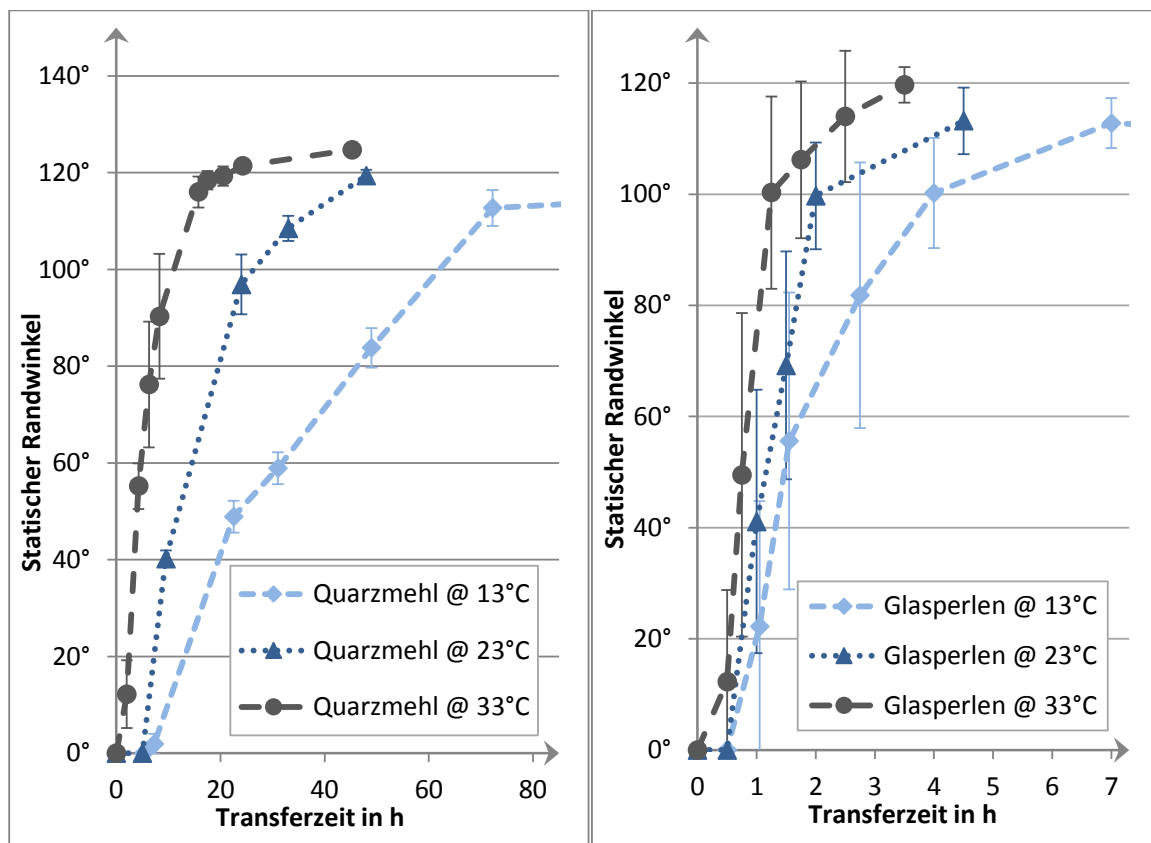 Statischer Randwinkel
140°
120°
100°
80°
60°
40°
20°
0°
0
20
40
60
80
Transferzeit in h
Quarzmehl @ 13°C
Quarzmehl @ 23°C
Quarzmehl @ 33°C
Statischer Randwinkel
120°
100°
80°
60°
40°
20°
0°
0
1
2
3
4
5
6
7
Transferzeit in h
Glasperlen @ 13°C
Glasperlen @ 23°C
Glasperlen @ 33°C